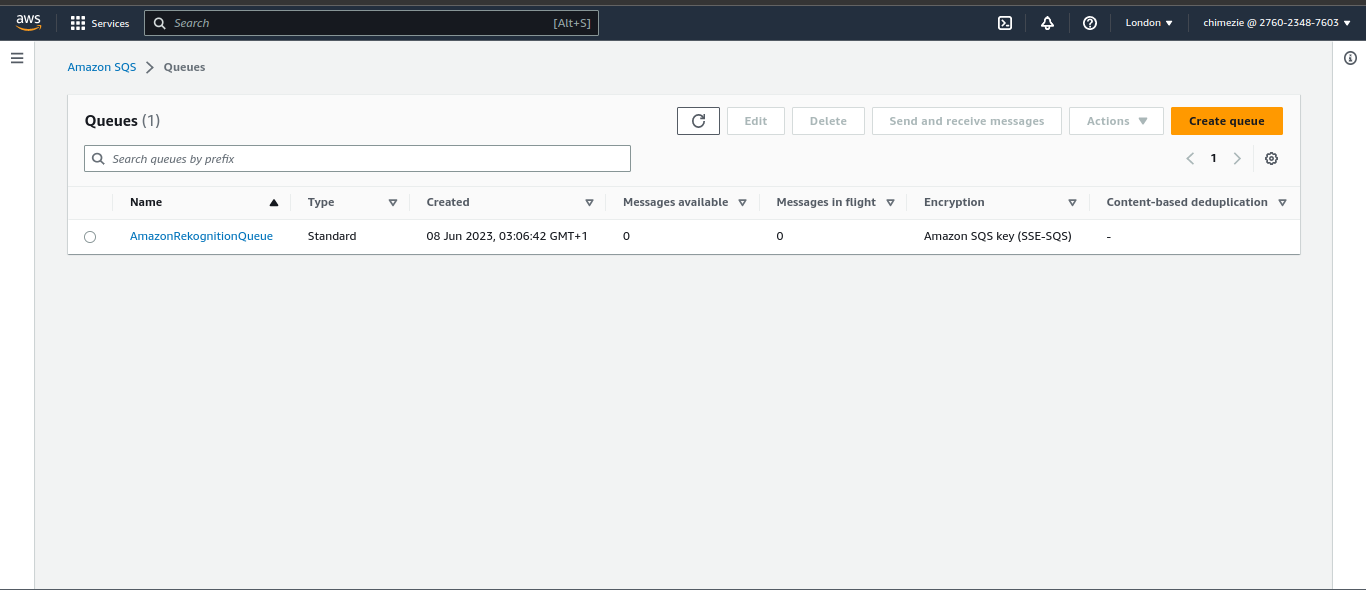 aws Services Search [Alt+S] London chimezie @ 2760-2348-7603
Amazon SQS Queues
Queues (1) Edit Delete Send and receive messages Actions Create queue
Search queues by prefix 1
Name Type Created Messages available Messages in flight Encryption Content-based deduplication
AmazonRekognitionQueue Standard 08 Jun 2023, 03:06:42 GMT+1 0 0 Amazon SQS key (SSE-SQS) -